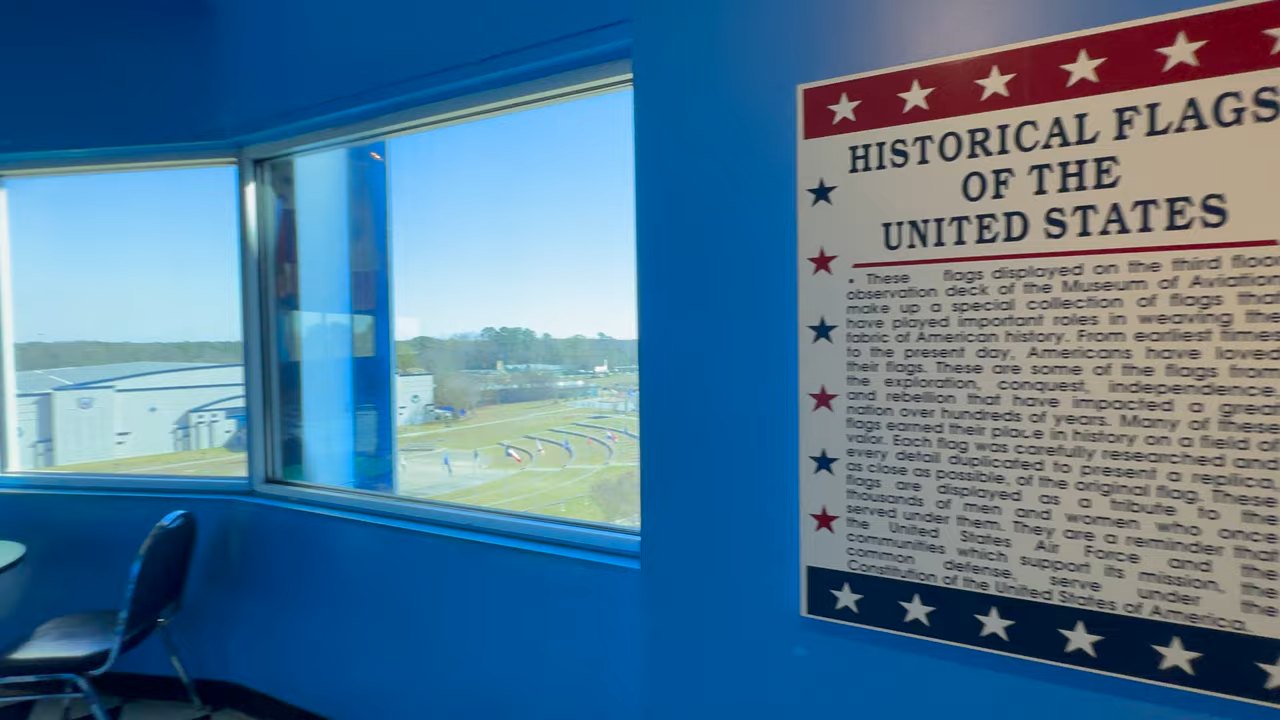 HISTORICAL FLAGS
OF THE
UNITED STATES
• These flags displayed on the third floor
observation deck of the Museum of Aviation
make up a special collection of flags that
have played important roles in weaving the
fabric of American history. From earliest times
to the present day, Americans have loved
their flags. These are some of the flags from
the exploration, conquest, independence
and rebellion that have impacted a great
nation over hundreds of years. Many of these
flags earned their place in history on a field of
valor. Each flag was carefully researched and
every detail duplicated to present a replica,
as close as possible, of the original flag. These
flags are displayed as a tribute to the
thousands of men and women who once
served under them. They are a reminder that
the United States Air Force and the
communities which support its mission, the
common defense, serve under the
Constitution of the United States of America.